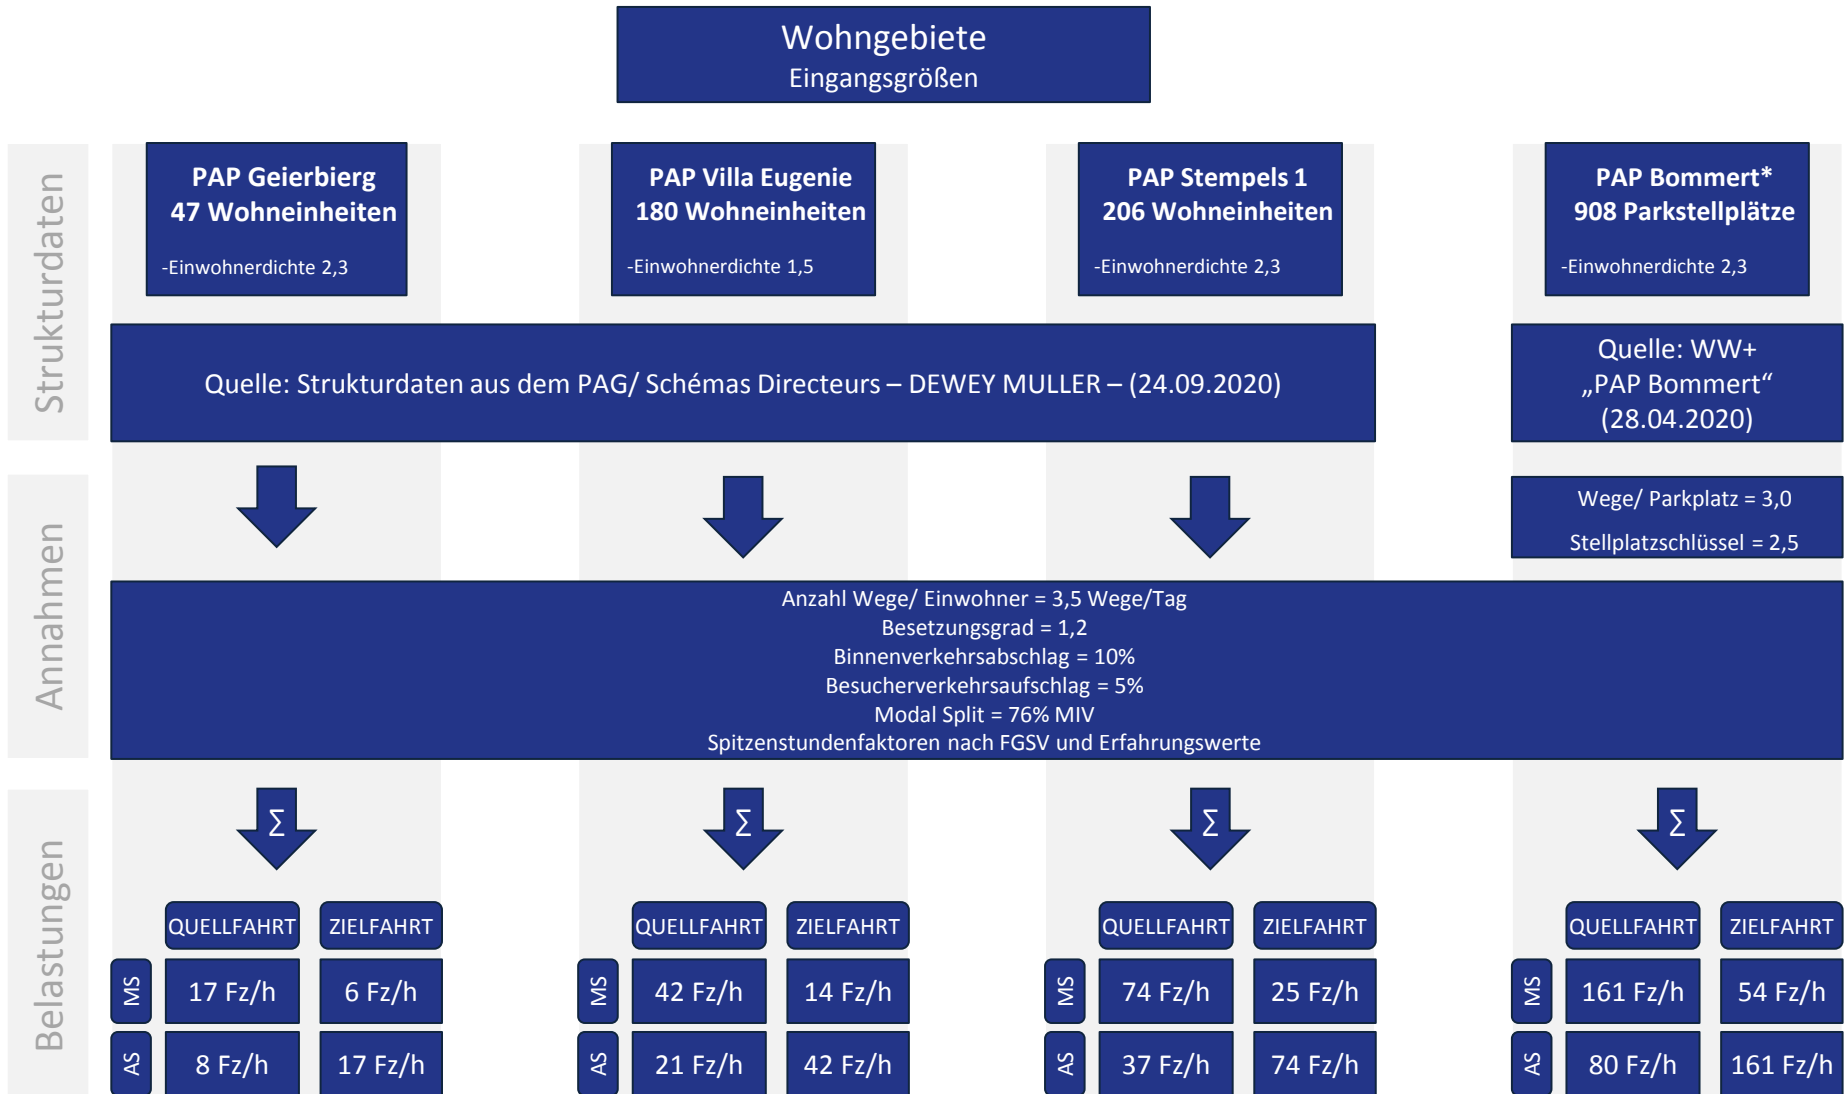 Wohngebiete
Eingangsgrößen
Strukturdaten
PAP Geierbierg
47 Wohneinheiten
-Einwohnerdichte 2,3
PAP Villa Eugenie
180 Wohneinheiten
-Einwohnerdichte 1,5
PAP Stempels 1
206 Wohneinheiten
-Einwohnerdichte 2,3
PAP Bommert*
908 Parkstellplätze
-Einwohnerdichte 2,3
Quelle: Strukturdaten aus dem PAG/ Schémas Directeurs – DEWEY MULLER – (24.09.2020)
Quelle: WW+
„PAP Bommert“
(28.04.2020)
Annahmen
Wege/ Parkplatz = 3,0
Stellplatzschlüssel = 2,5
Anzahl Wege/ Einwohner = 3,5 Wege/Tag
Besetzungsgrad = 1,2
Binnenverkehrsabschlag = 10%
Besucherverkehrsaufschlag = 5%
Modal Split = 76% MIV
Spitzenstundenfaktoren nach FGSV und Erfahrungswerte
Belastungen
∑
∑
∑
∑
QUELLFAHRT ZIELFAHRT
MS 17 Fz/h 6 Fz/h
AS 8 Fz/h 17 Fz/h
QUELLFAHRT ZIELFAHRT
MS 42 Fz/h 14 Fz/h
AS 21 Fz/h 42 Fz/h
QUELLFAHRT ZIELFAHRT
MS 74 Fz/h 25 Fz/h
AS 37 Fz/h 74 Fz/h
QUELLFAHRT ZIELFAHRT
MS 161 Fz/h 54 Fz/h
AS 80 Fz/h 161 Fz/h